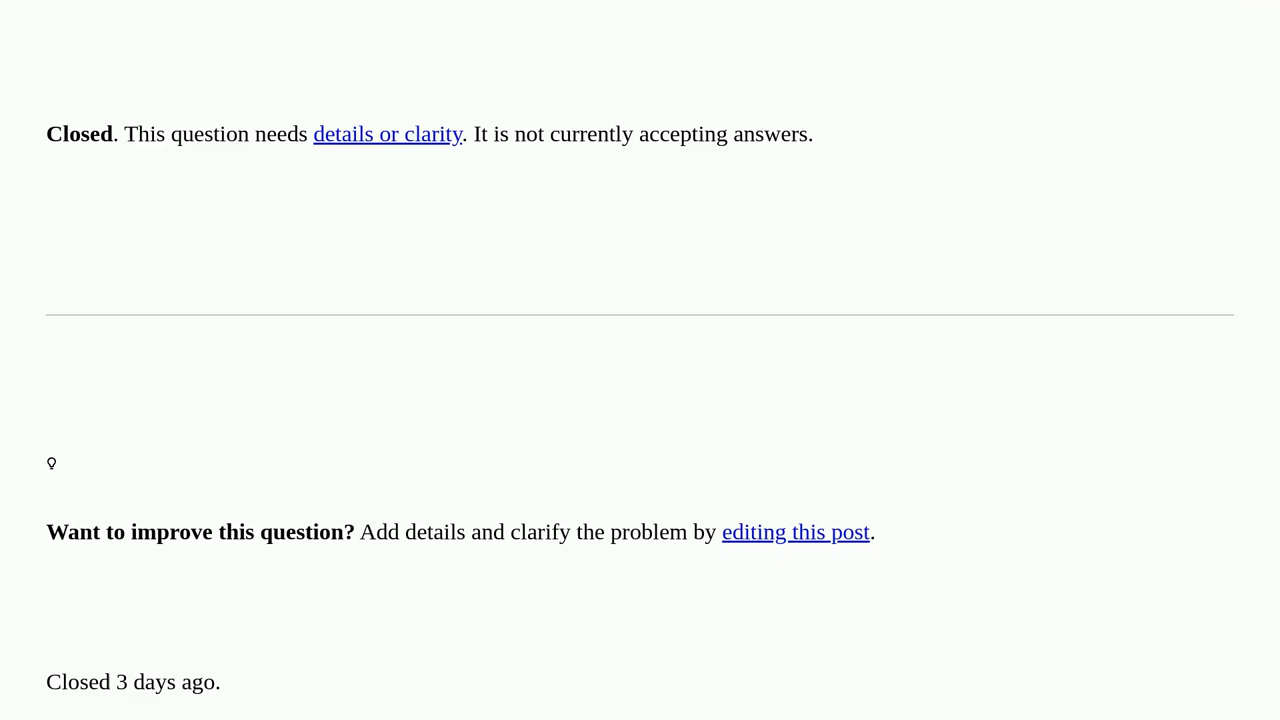 Closed. This question needs details or clarity. It is not currently accepting answers.
Want to improve this question? Add details and clarify the problem by editing this post.
Closed 3 days ago.